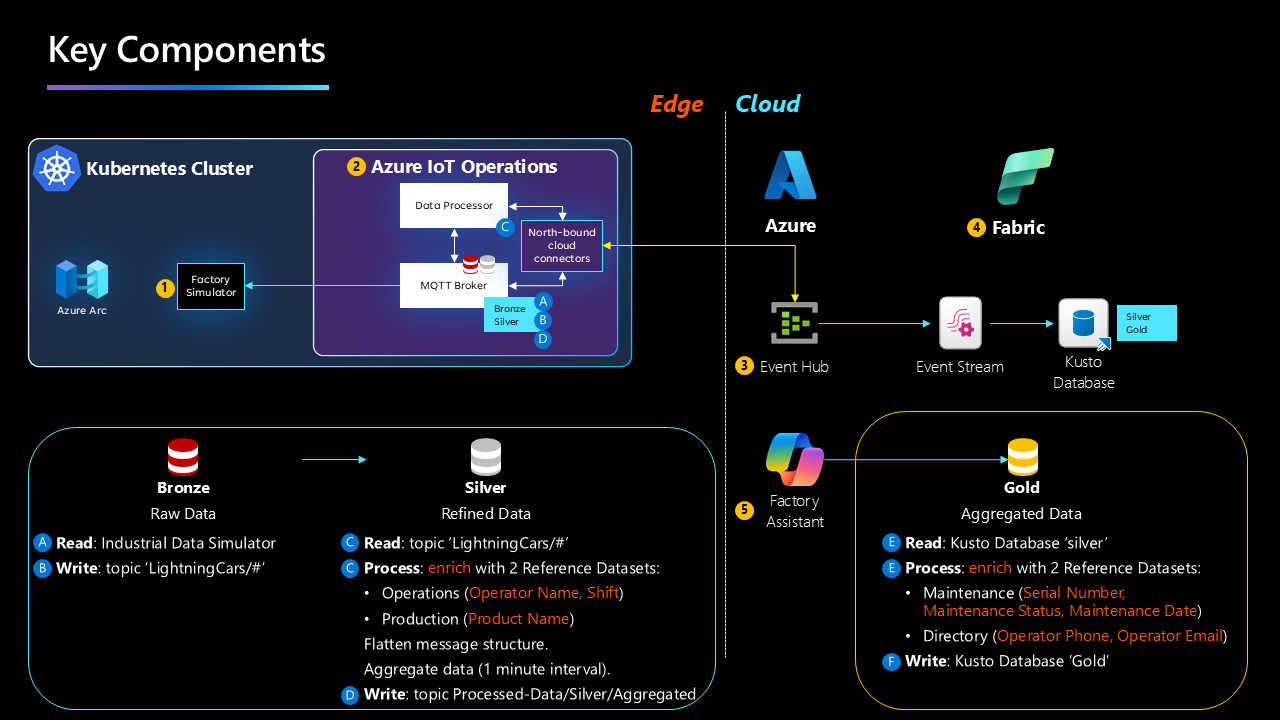 Key Components
Edge
Cloud
Kubernetes Cluster
2
Azure IoT Operations
Data Processor
C
North-bound
cloud
connectors
MQTT Broker
Bronze
Silver
A
B
D
Azure Arc
1
Factory
Simulator
Azure
4
Fabric
3
Event Hub
Event Stream
Kusto
Database
Silver
Gold
Bronze
Raw Data
A
Read: Industrial Data Simulator
B
Write: topic ‘LightningCars/#’
Silver
Refined Data
C
Read: topic ‘LightningCars/#’
C
Process: enrich with 2 Reference Datasets:
• Operations (Operator Name, Shift)
• Production (Product Name)
Flatten message structure.
Aggregate data (1 minute interval).
D
Write: topic Processed-Data/Silver/Aggregated
5
Factory
Assistant
Gold
Aggregated Data
E
Read: Kusto Database ‘silver’
E
Process: enrich with 2 Reference Datasets:
• Maintenance (Serial Number,
Maintenance Status, Maintenance Date)
• Directory (Operator Phone, Operator Email)
F
Write: Kusto Database ‘Gold’